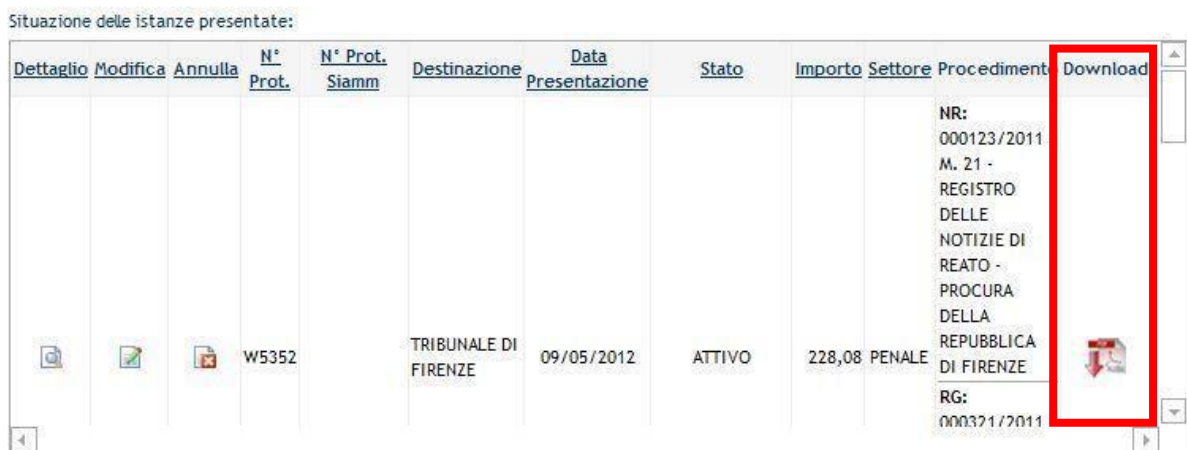 Situazione delle istanze presentate:
Dettaglio Modifica Annulla N° Prot. N° Prot. Siamm Destinazione Data Presentazione Stato Importo Settore Procedimento Download
NR:
000123/2011
M. 21 -
REGISTRO
DELLE
NOTIZIE DI
REATO -
PROCURA
DELLA
REPUBBLICA
DI FIRENZE
W5352 TRIBUNALE DI FIRENZE 09/05/2012 ATTIVO 228,08 PENALE
RG:
000321/2011